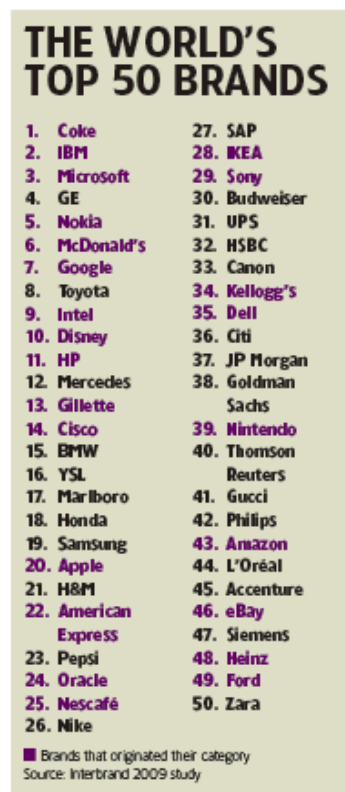 THE WORLD'S
TOP 50 BRANDS
1. Coke
2. IBM
3. Microsoft
4. GE
5. Nokia
6. McDonald's
7. Google
8. Toyota
9. Intel
10. Disney
11. HP
12. Mercedes
13. Gillette
14. Cisco
15. BMW
16. YSL
17. Marlboro
18. Honda
19. Samsung
20. Apple
21. H&M
22. American
Express
23. Pepsi
24. Oracle
25. Nescafé
26. Nike
27. SAP
28. IKEA
29. Sony
30. Budweiser
31. UPS
32. HSBC
33. Canon
34. Kellogg's
35. Dell
36. Citi
37. JP Morgan
38. Goldman
Sachs
39. Nintendo
40. Thomson
Reuters
41. Gucci
42. Philips
43. Amazon
44. L'Oréal
45. Accenture
46. eBay
47. Siemens
48. Heinz
49. Ford
50. Zara
Brands that originated their category
Source: Interbrand 2009 study